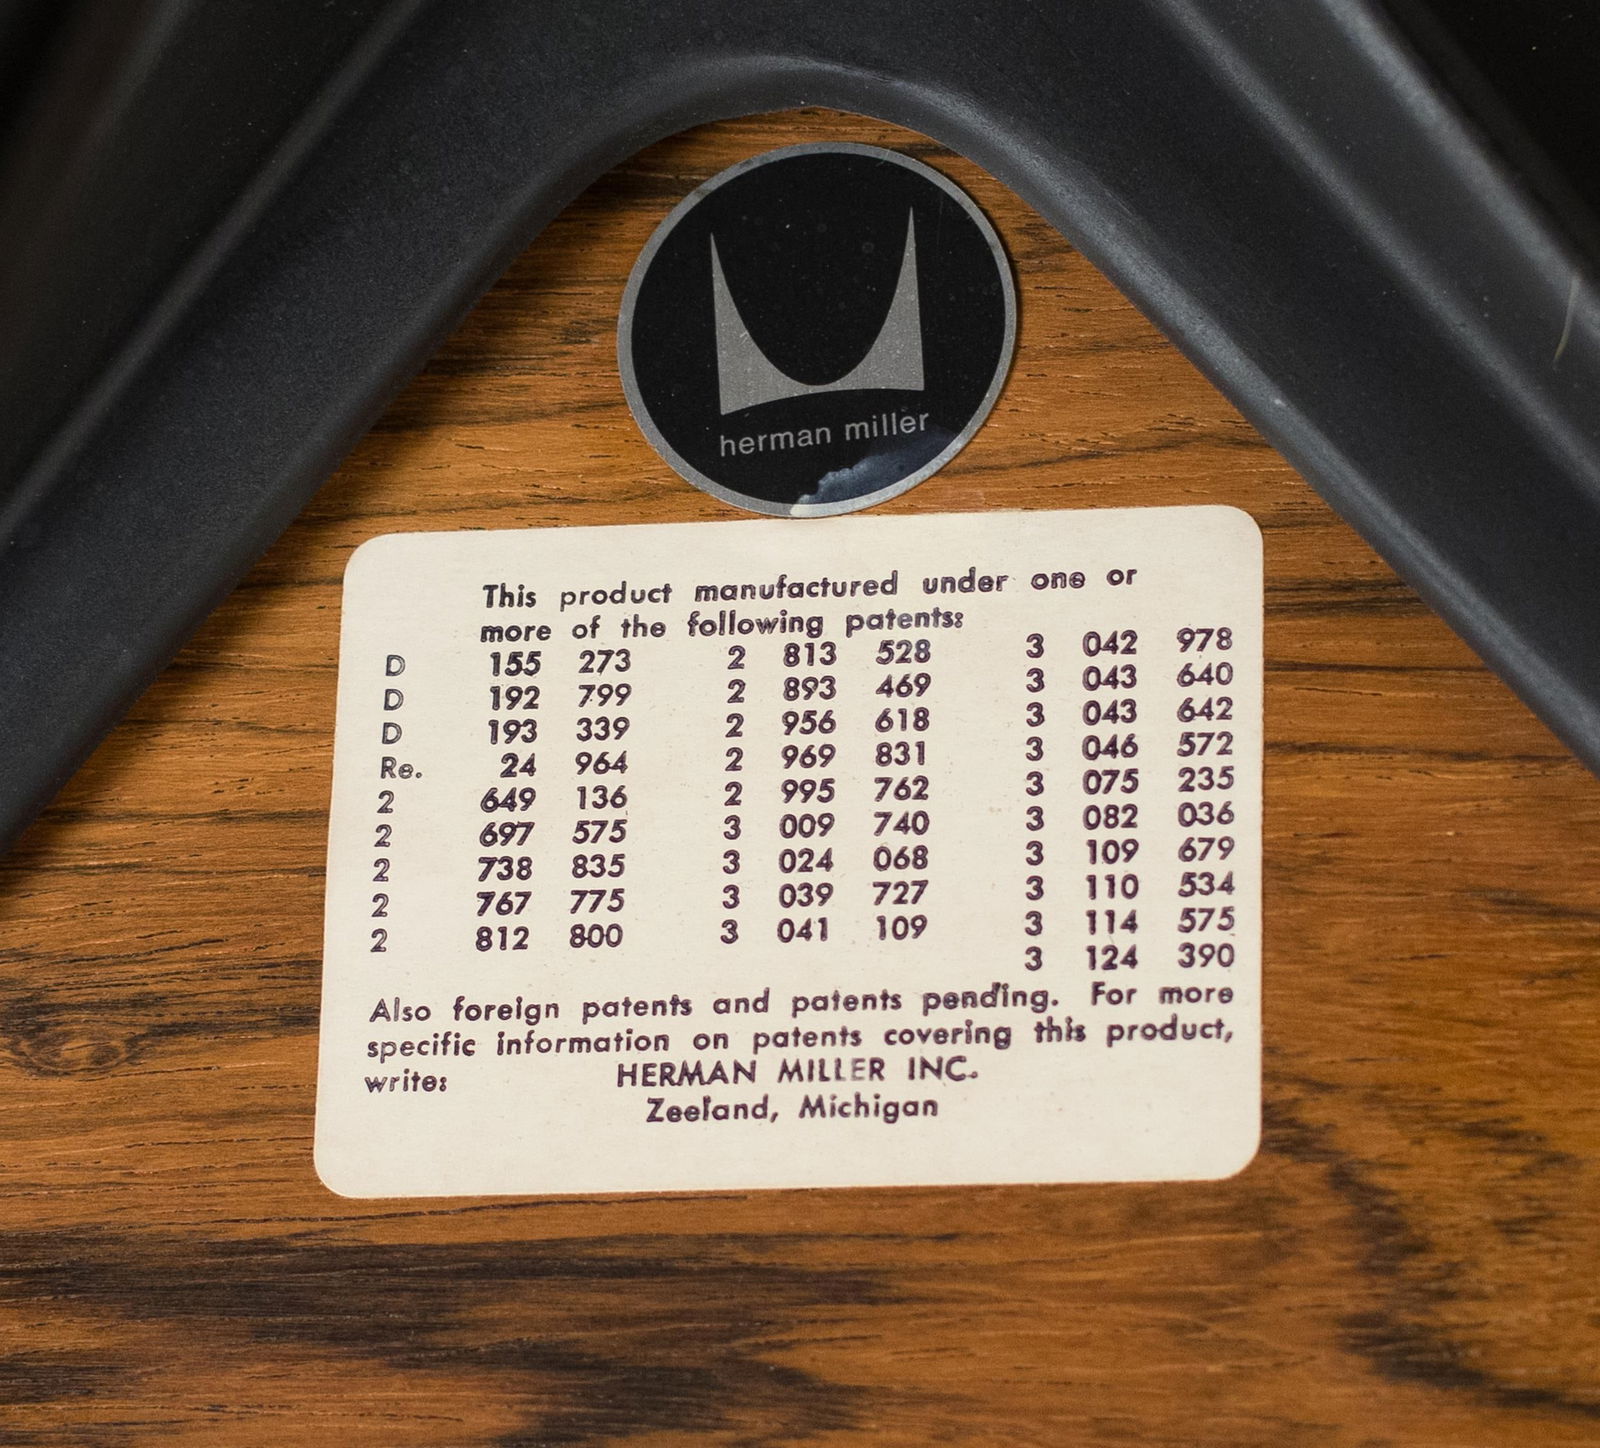 herman miller
This product manufactured under one or
more of the following patents:
D 155 273 2 813 528 3 042 978
D 192 799 2 893 469 3 043 640
D 193 339 2 956 618 3 043 642
Re. 24 964 2 969 831 3 046 572
2 649 136 2 995 762 3 075 235
2 697 575 3 009 740 3 082 036
2 738 835 3 024 068 3 109 679
2 767 775 3 039 727 3 110 534
2 812 800 3 041 109 3 114 575
3 124 390
Also foreign patents and patents pending. For more
specific information on patents covering this product,
write: HERMAN MILLER INC.
Zeeland, Michigan